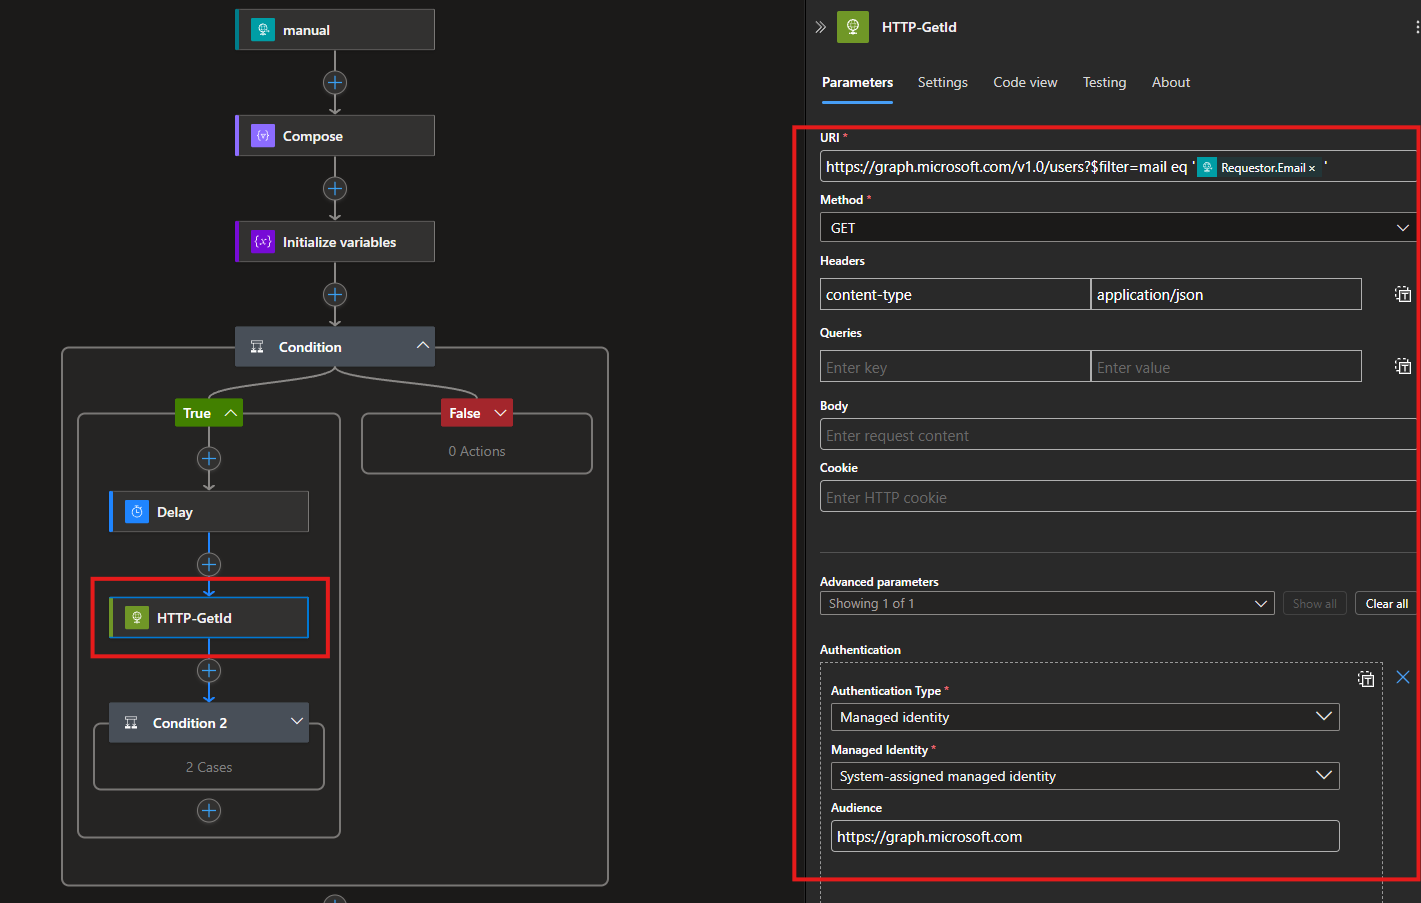 manual
Compose
Initialize variables
Condition
True
False
0 Actions
Delay
HTTP-GetId
Condition 2
2 Cases
HTTP-GetId
Parameters
Settings
Code view
Testing
About
URI *
https://graph.microsoft.com/v1.0/users?$filter=mail eq ' Requestor.Email × '
Method *
GET
Headers
content-type
application/json
Queries
Enter key
Enter value
Body
Enter request content
Cookie
Enter HTTP cookie
Advanced parameters
Showing 1 of 1
Show all
Clear all
Authentication
Authentication Type *
Managed identity
Managed Identity *
System-assigned managed identity
Audience
https://graph.microsoft.com